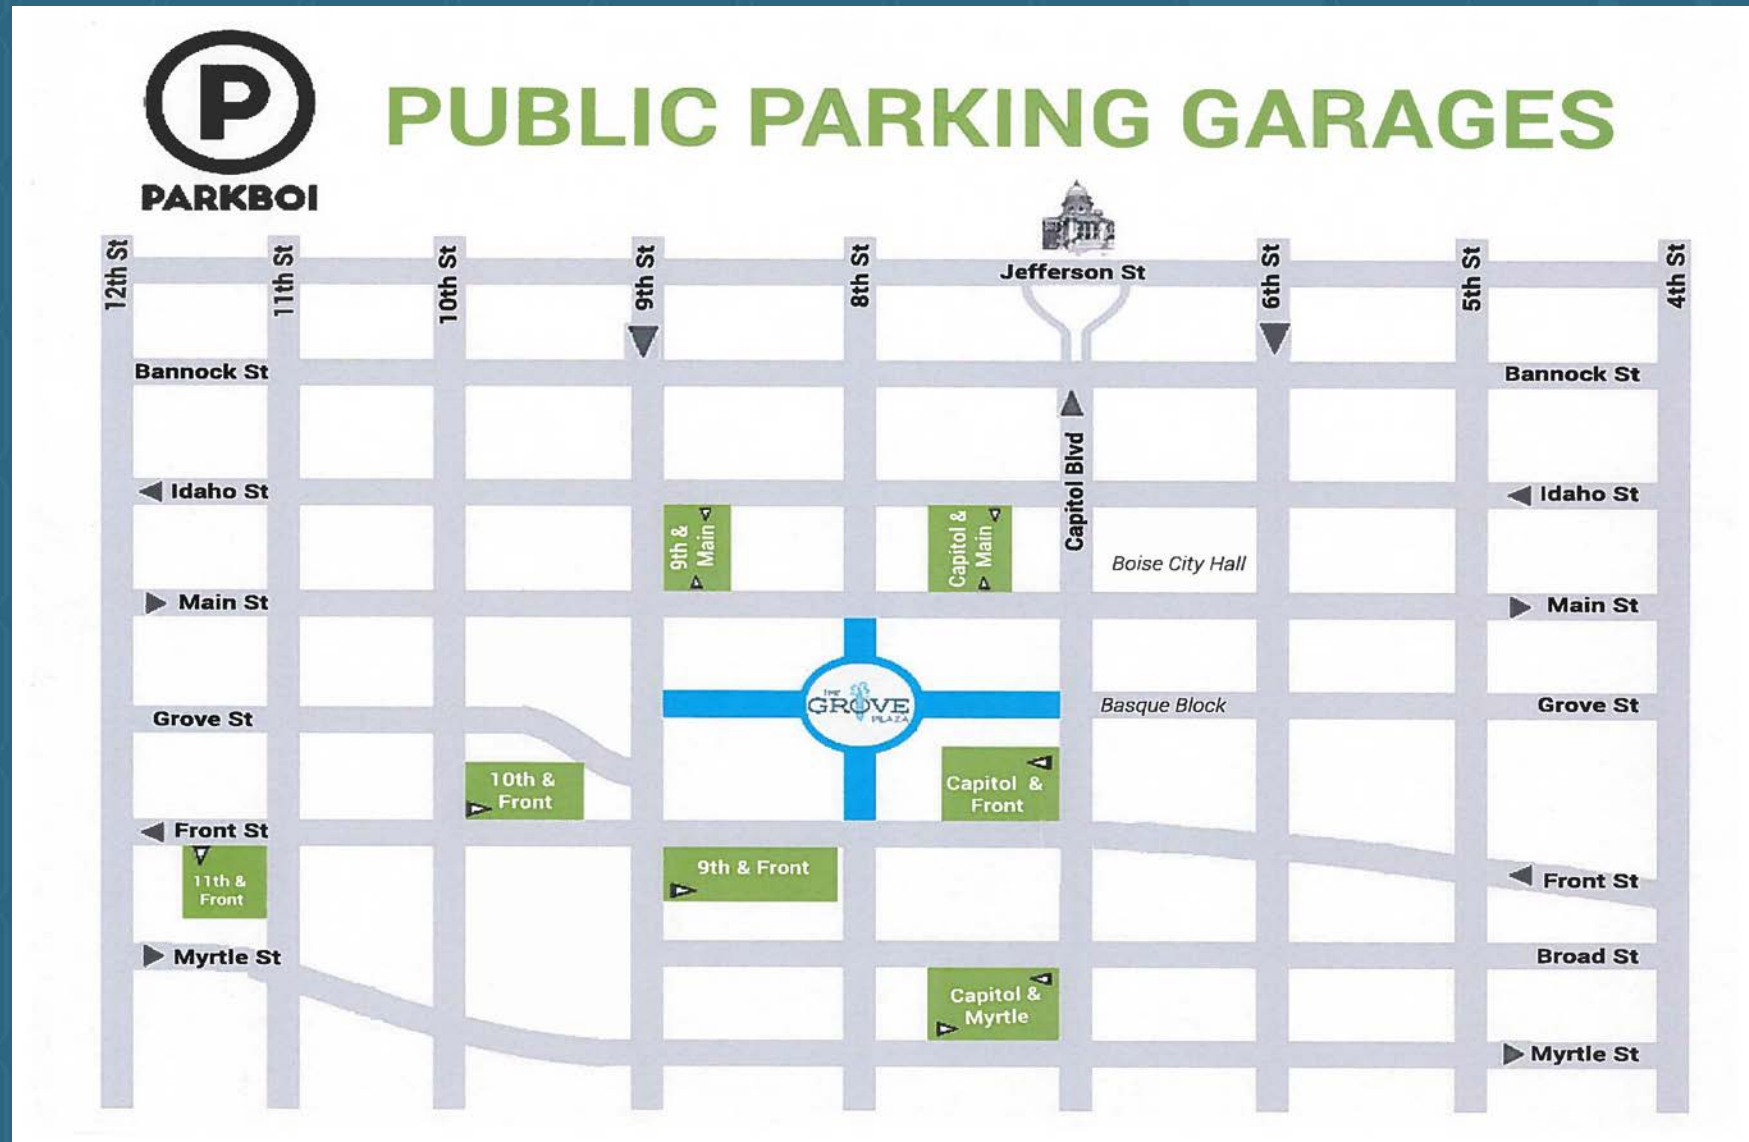 P
PARKBOI
PUBLIC PARKING GARAGES
12th St
11th St
10th St
9th St
8th St
Jefferson St
6th St
5th St
4th St
Bannock St
Bannock St
Capitol Blvd
Idaho St
Idaho St
9th &
Main
Capitol &
Main
Boise City Hall
Main St
Main St
THE
GROVE
PLAZA
Basque Block
Grove St
Grove St
10th &
Front
Capitol &
Front
Front St
11th &
Front
9th & Front
Front St
Myrtle St
Broad St
Capitol &
Myrtle
Myrtle St